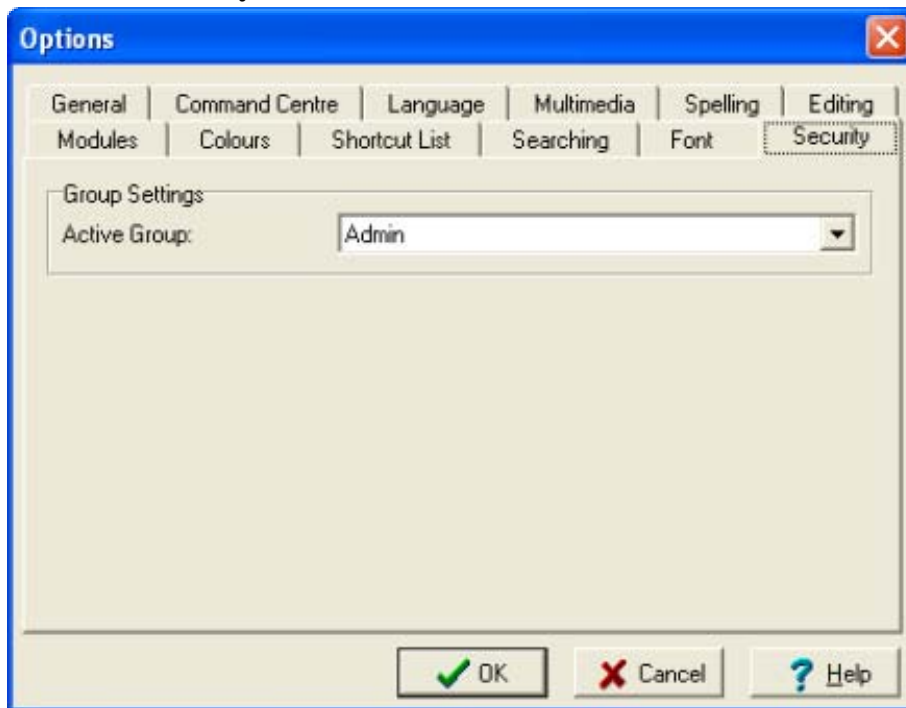 Options
General Command Centre Language Multimedia Spelling Editing
Modules Colours Shortcut List Searching Font Security
Group Settings
Active Group: Admin
OK Cancel Help